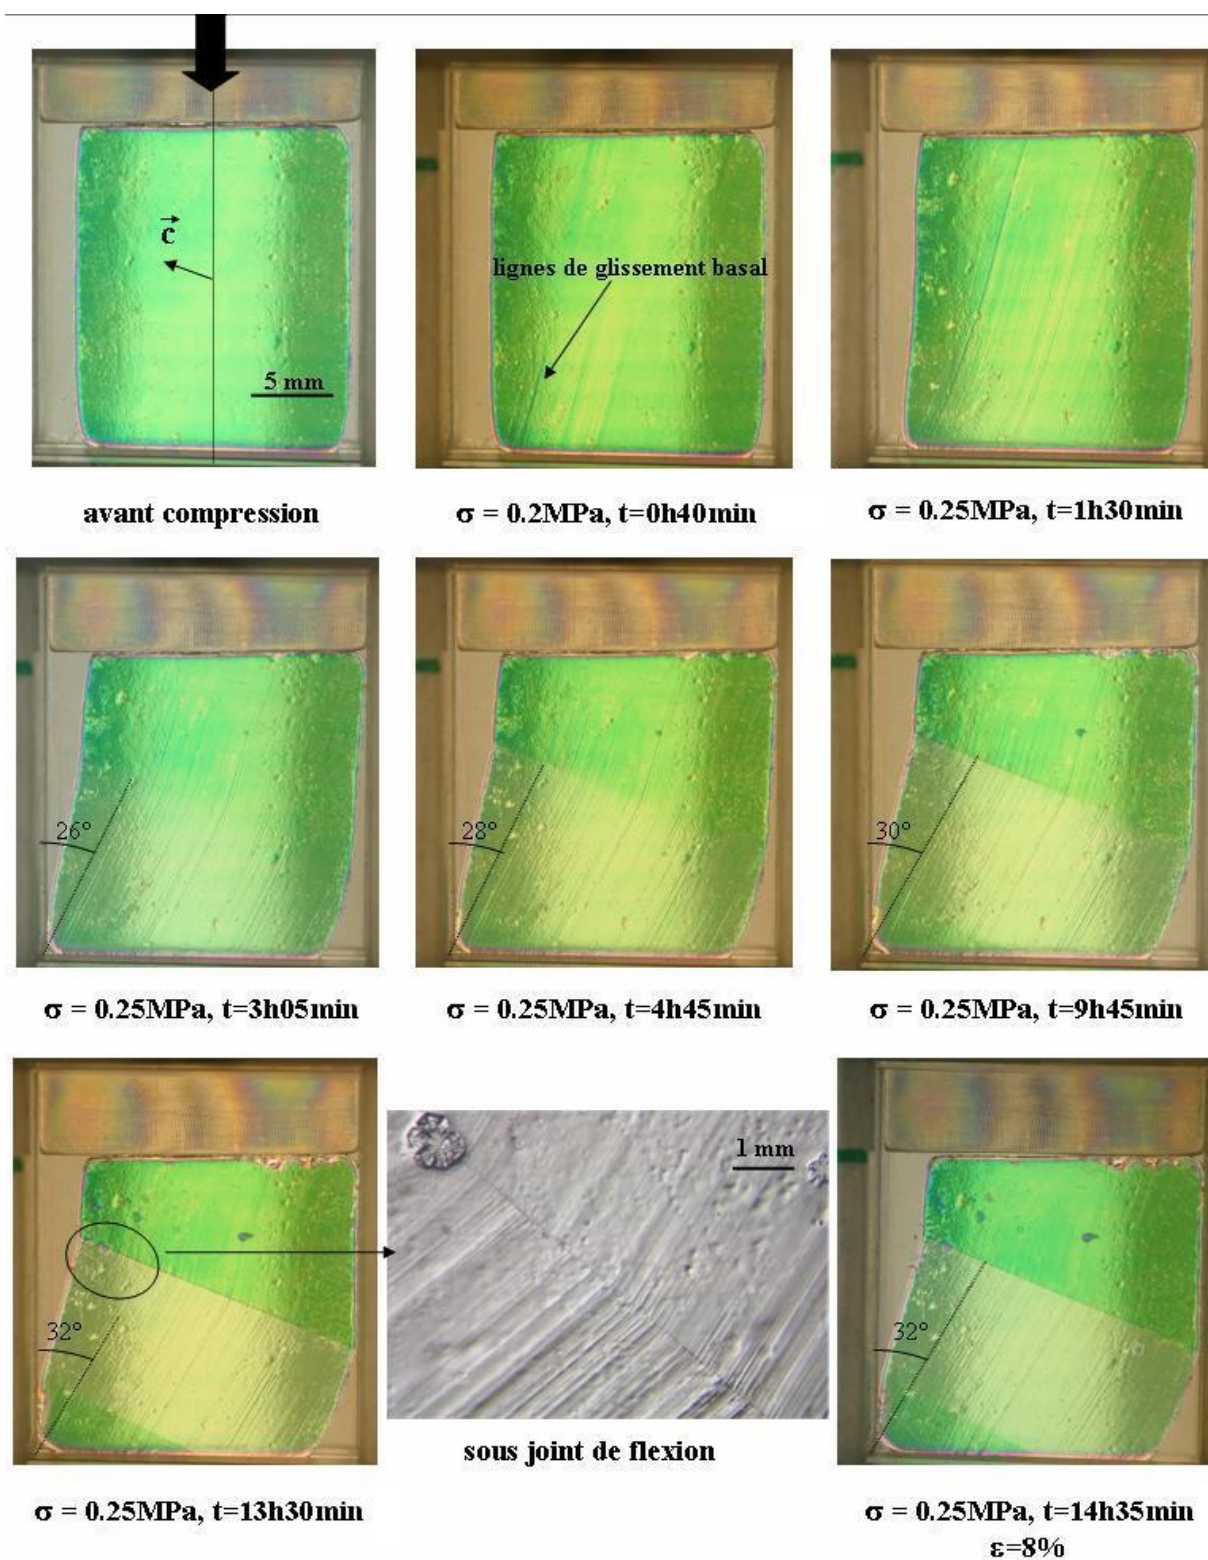 c
5 mm
lignes de glissement basal
avant compression
σ = 0.2MPa, t=0h40min
σ = 0.25MPa, t=1h30min
26°
28°
30°
σ = 0.25MPa, t=3h05min
σ = 0.25MPa, t=4h45min
σ = 0.25MPa, t=9h45min
1 mm
32°
32°
sous joint de flexion
σ = 0.25MPa, t=13h30min
σ = 0.25MPa, t=14h35min
ε=8%